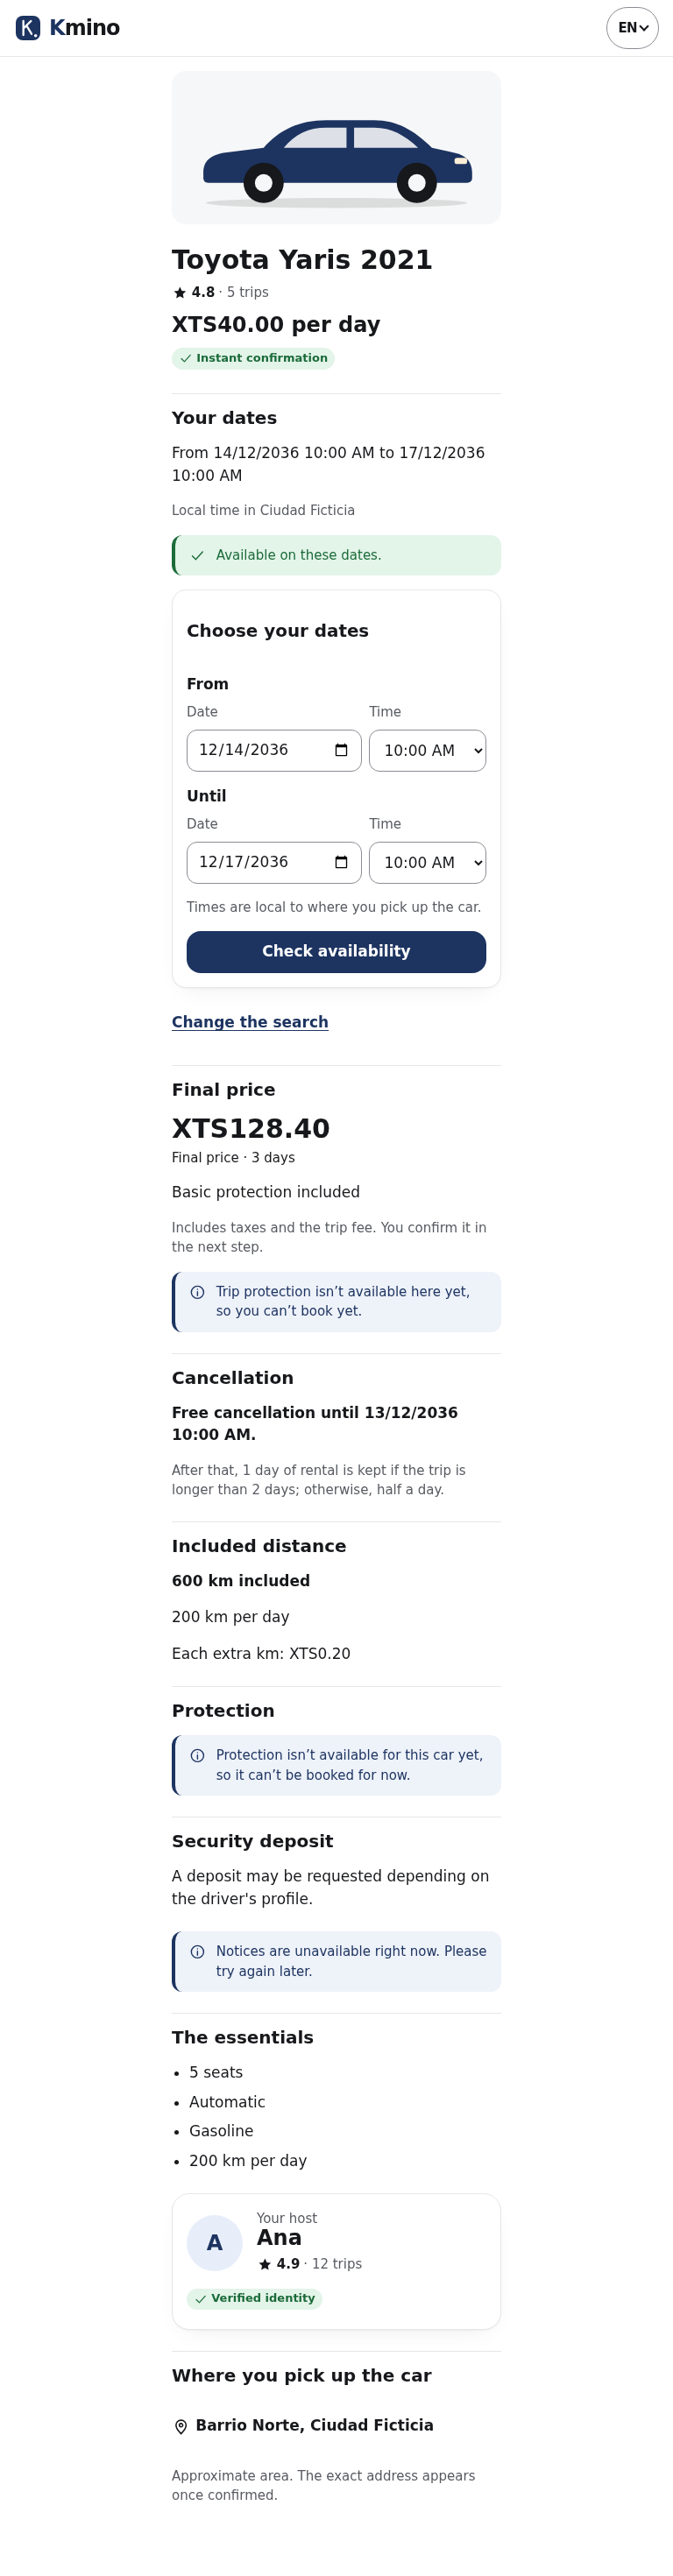 K Kmino
EN
Toyota Yaris 2021
4.8 · 5 trips
XTS40.00 per day
Instant confirmation
Your dates
From 14/12/2036 10:00 AM to 17/12/2036
10:00 AM
Local time in Ciudad Ficticia
Available on these dates.
Choose your dates
From
Date Time
12/14/2036 10:00 AM
Until
Date Time
12/17/2036 10:00 AM
Times are local to where you pick up the car.
Check availability
Change the search
Final price
XTS128.40
Final price · 3 days
Basic protection included
Includes taxes and the trip fee. You confirm it in
the next step.
Trip protection isn’t available here yet,
so you can’t book yet.
Cancellation
Free cancellation until 13/12/2036
10:00 AM.
After that, 1 day of rental is kept if the trip is
longer than 2 days; otherwise, half a day.
Included distance
600 km included
200 km per day
Each extra km: XTS0.20
Protection
Protection isn’t available for this car yet,
so it can’t be booked for now.
Security deposit
A deposit may be requested depending on
the driver's profile.
Notices are unavailable right now. Please
try again later.
The essentials
5 seats
Automatic
Gasoline
200 km per day
A
Your host
Ana
4.9 · 12 trips
Verified identity
Where you pick up the car
Barrio Norte, Ciudad Ficticia
Approximate area. The exact address appears
once confirmed.